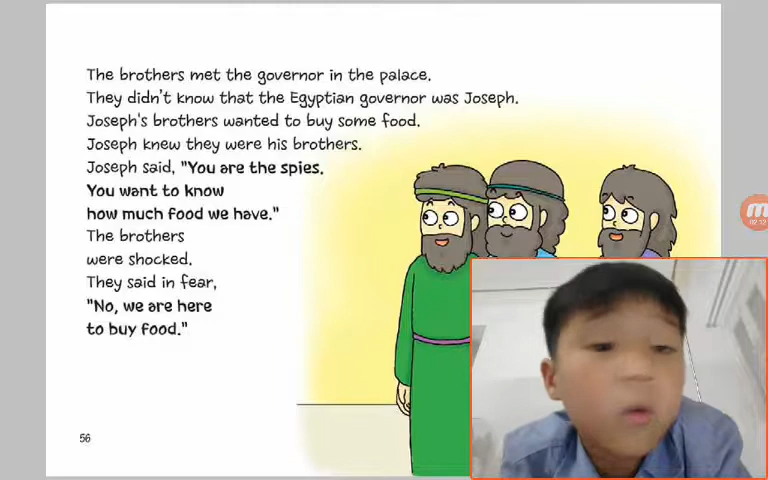 The brothers met the governor in the palace.
They didn't know that the Egyptian governor was Joseph.
Joseph's brothers wanted to buy some food.
Joseph knew they were his brothers.
Joseph said, "You are the spies.
You want to know
how much food we have."
The brothers
were shocked.
They said in fear,
"No, we are here
to buy food."
56
02:12